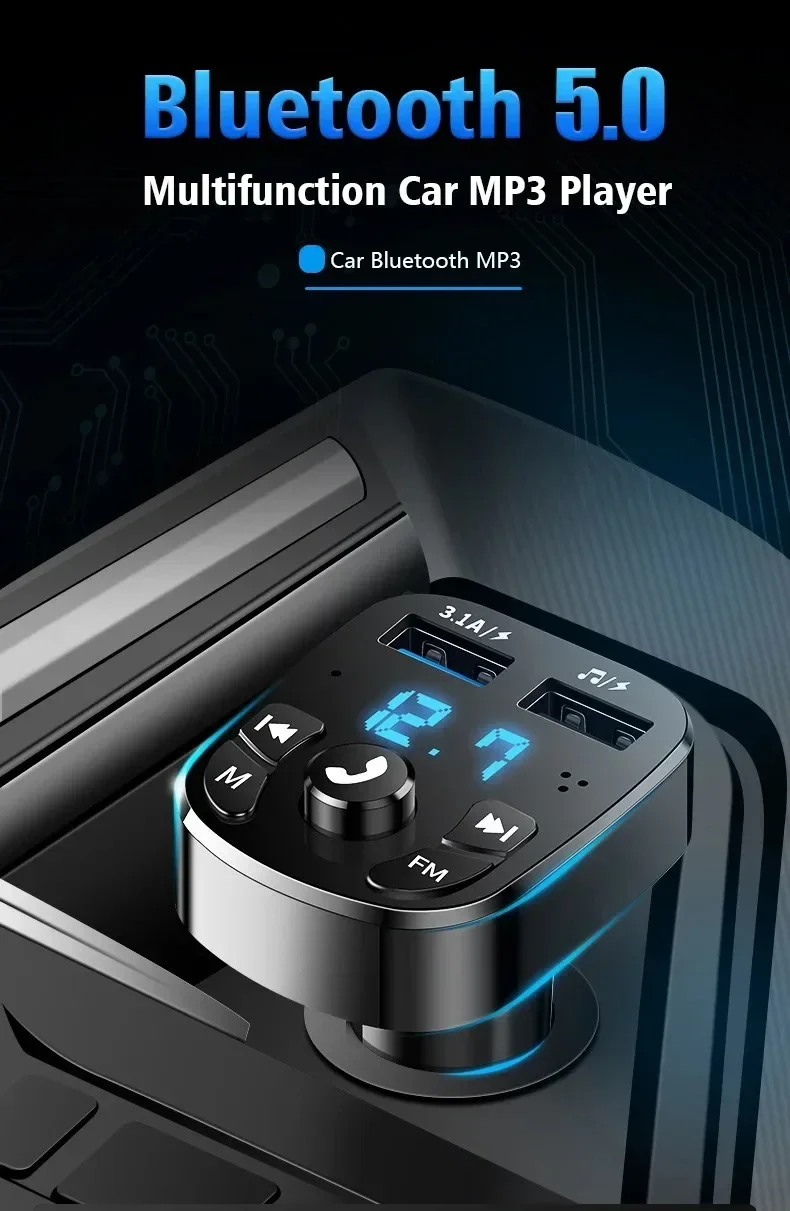 Bluetooth 5.0
Multifunction Car MP3 Player
Car Bluetooth MP3
3.1A/
12.7
M
FM